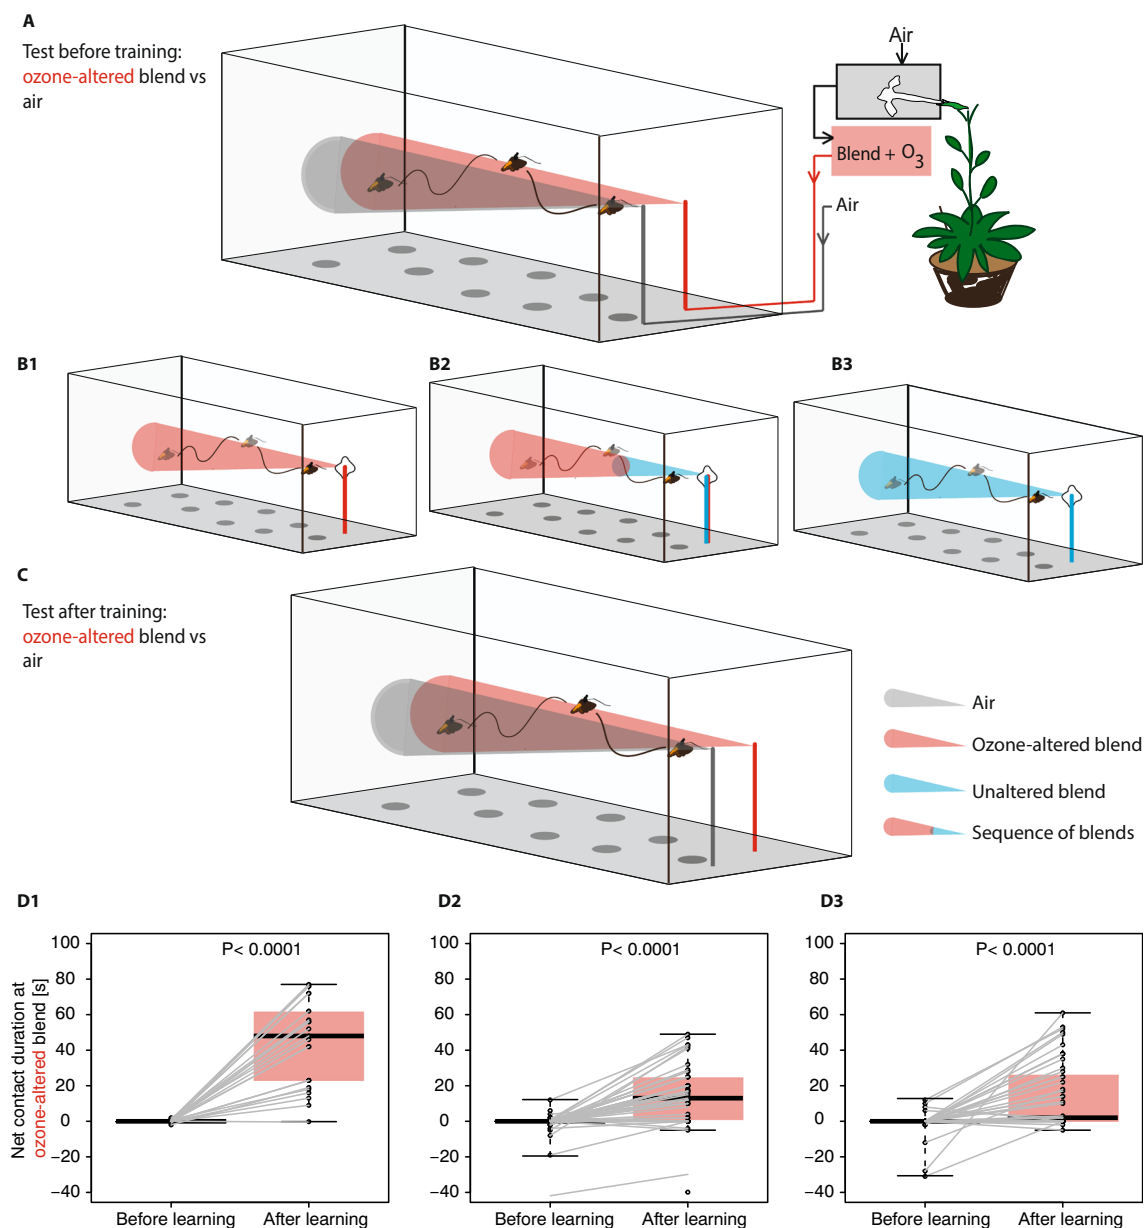 A
Test before training:
ozone-altered blend vs
air
Air
Blend + O3
Air
B1
B2
B3
C
Test after training:
ozone-altered blend vs
air
Air
Ozone-altered blend
Unaltered blend
Sequence of blends
D1
D2
D3
Net contact duration at
ozone-altered blend [s]
100
80
60
40
20
0
−20
−40
P< 0.0001
Before learning
After learning
100
80
60
40
20
0
−20
−40
P< 0.0001
Before learning
After learning
100
80
60
40
20
0
−20
−40
P< 0.0001
Before learning
After learning